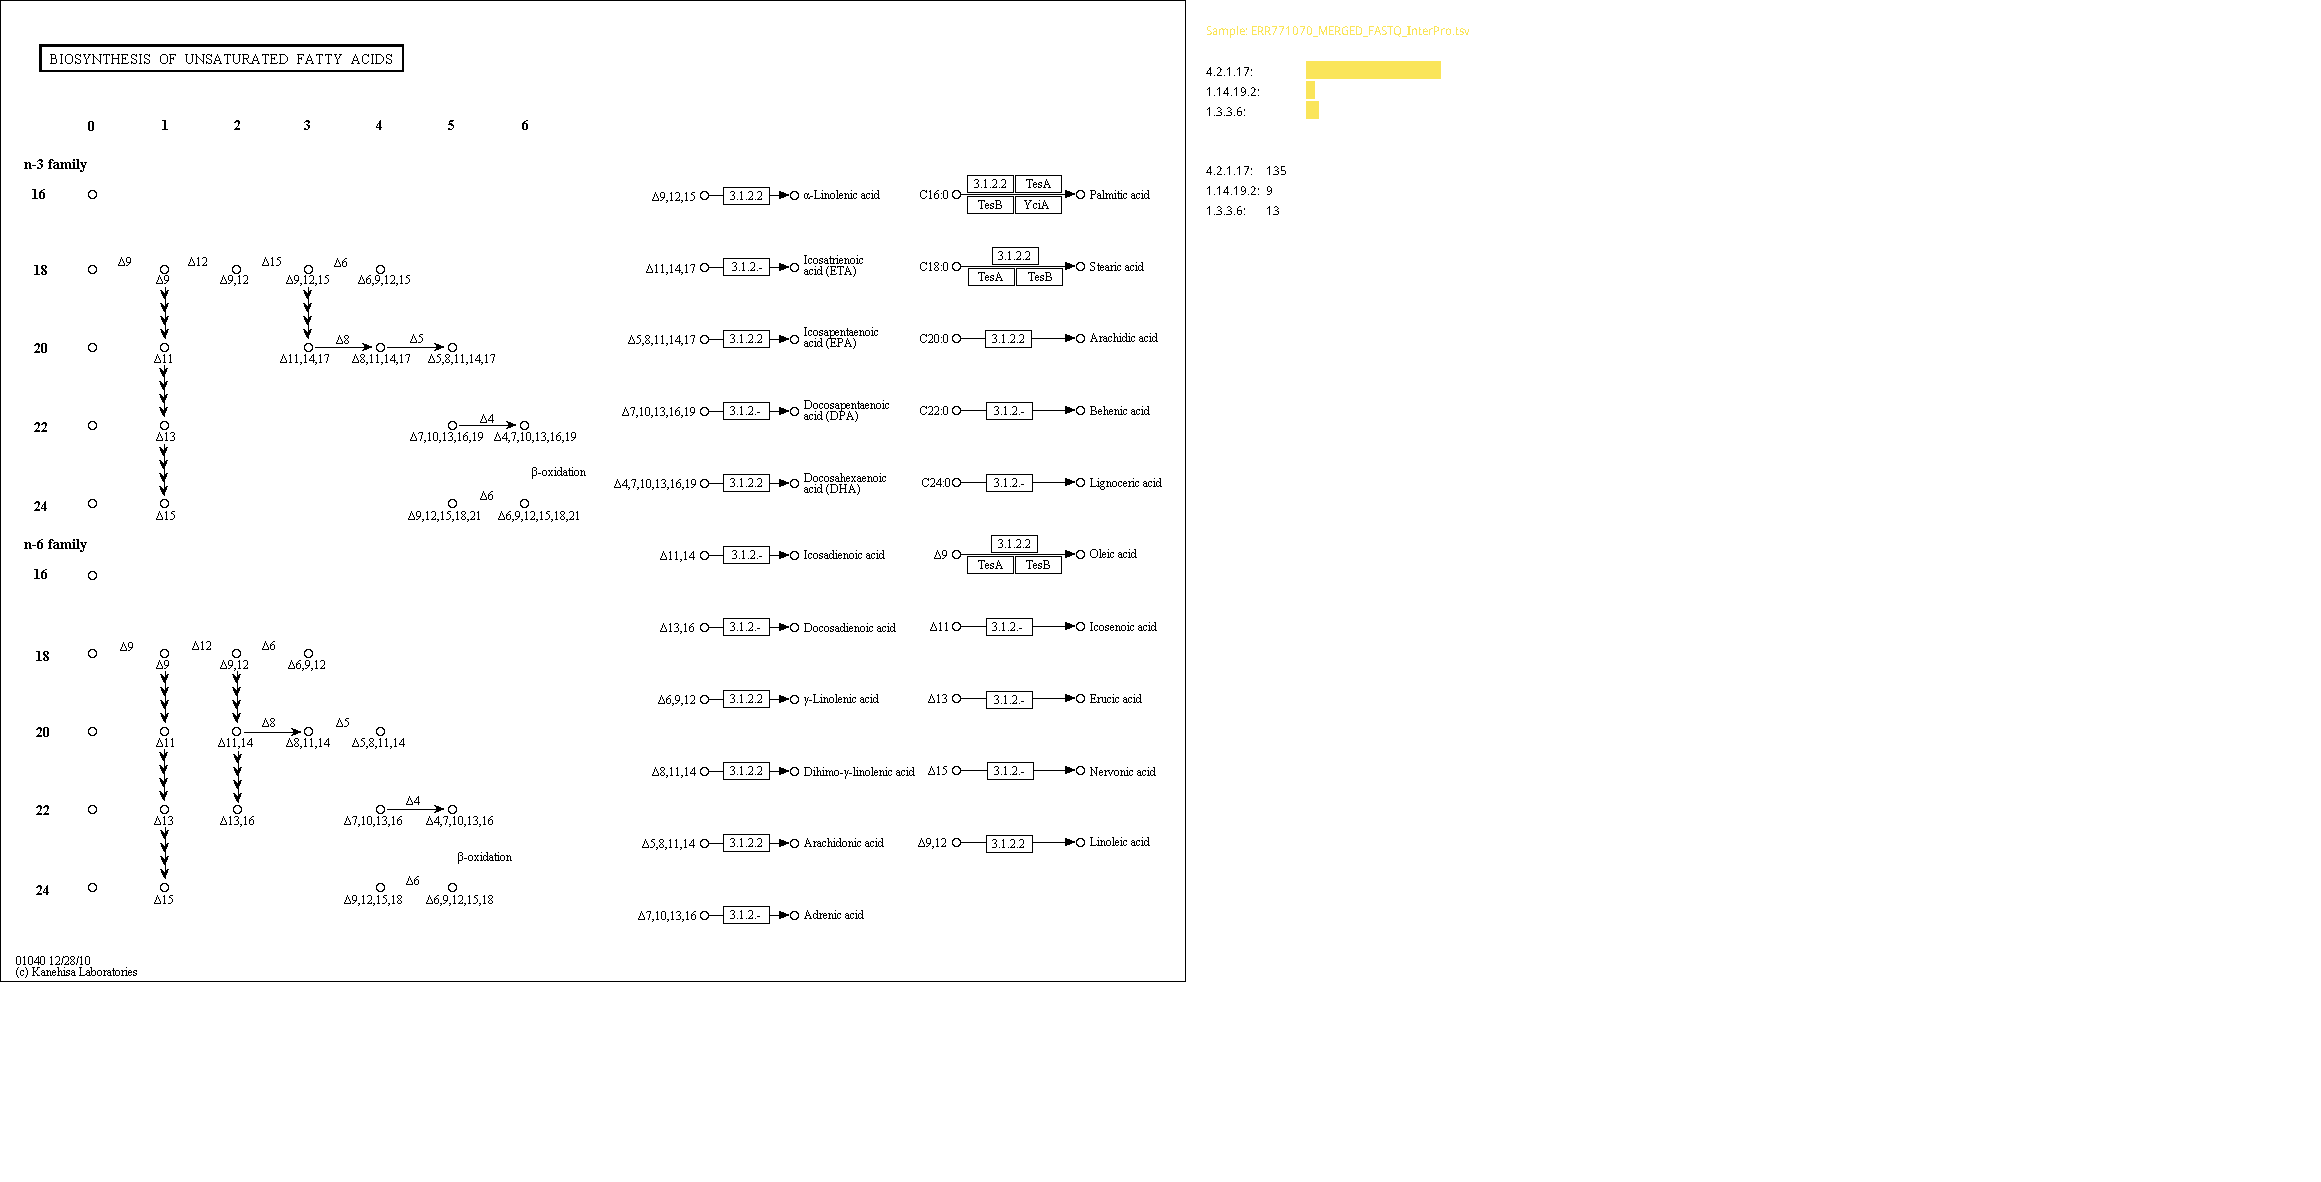 BIOSYNTHESIS OF UNSATURATED FATTY ACIDS
0 1 2 3 4 5 6
n-3 family
16
18
Δ9 Δ12 Δ15 Δ6
Δ9 Δ9,12 Δ9,12,15 Δ6,9,12,15
20
Δ8 Δ5
Δ11 Δ11,14,17 Δ8,11,14,17 Δ5,8,11,14,17
22
Δ4
Δ13 Δ7,10,13,16,19 Δ4,7,10,13,16,19
β-oxidation
24
Δ6
Δ15 Δ9,12,15,18,21 Δ6,9,12,15,18,21
n-6 family
16
18
Δ9 Δ12 Δ6
Δ9 Δ9,12 Δ6,9,12
20
Δ8 Δ5
Δ11 Δ11,14 Δ8,11,14 Δ5,8,11,14
22
Δ4
Δ13 Δ13,16 Δ7,10,13,16 Δ4,7,10,13,16
β-oxidation
24
Δ6
Δ15 Δ9,12,15,18 Δ6,9,12,15,18
01040 12/28/10
(c) Kanehisa Laboratories
Δ9,12,15 3.1.2.2 α-Linolenic acid
Δ11,14,17 3.1.2.- Icosatrienoic
acid (ETA)
Δ5,8,11,14,17 3.1.2.2 Icosapentaenoic
acid (EPA)
Δ7,10,13,16,19 3.1.2.- Docosapentaenoic
acid (DPA)
Δ4,7,10,13,16,19 3.1.2.2 Docosahexaenoic
acid (DHA)
Δ11,14 3.1.2.- Icosadienoic acid
Δ13,16 3.1.2.- Docosadienoic acid
Δ6,9,12 3.1.2.2 γ-Linolenic acid
Δ8,11,14 3.1.2.2 Dihimo-γ-linolenic acid
Δ5,8,11,14 3.1.2.2 Arachidonic acid
Δ7,10,13,16 3.1.2.- Adrenic acid
3.1.2.2 TesA
C16:0 Palmitic acid
TesB YciA
3.1.2.2
C18:0 Stearic acid
TesA TesB
C20:0 3.1.2.2 Arachidic acid
C22:0 3.1.2.- Behenic acid
C24:0 3.1.2.- Lignoceric acid
3.1.2.2
Δ9 Oleic acid
TesA TesB
Δ11 3.1.2.- Icosenoic acid
Δ13 3.1.2.- Erucic acid
Δ15 3.1.2.- Nervonic acid
Δ9,12 3.1.2.2 Linoleic acid
Sample: ERR771070_MERGED_FASTQ_InterPro.tsv
4.2.1.17:
1.14.19.2:
1.3.3.6:
4.2.1.17: 135
1.14.19.2: 9
1.3.3.6: 13